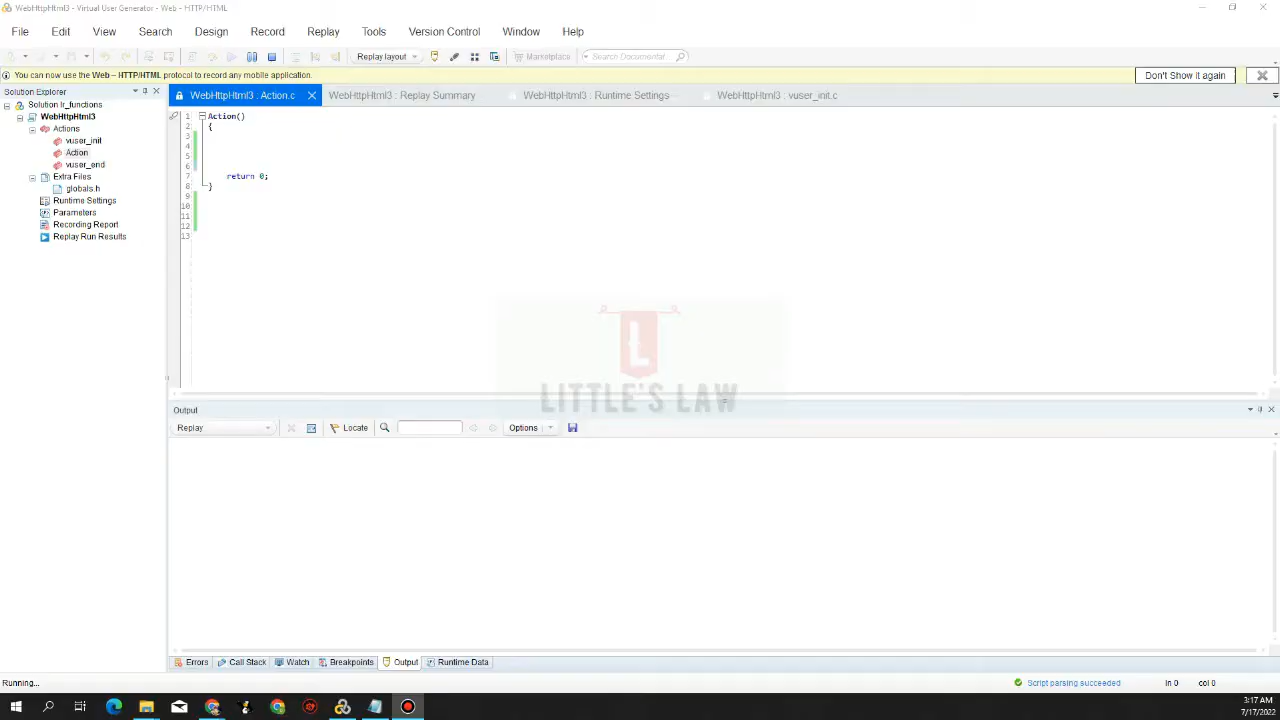 WebHttpHtml3 - Virtual User Generator - Web - HTTP/HTML
File Edit View Search Design Record Replay Tools Version Control Window Help
Replay layout Marketplace Search Documentat
You can now use the Web – HTTP/HTML protocol to record any mobile application. Don't Show it again
Solution Explorer
Solution lr_functions
WebHttpHtml3
Actions
vuser_init
Action
vuser_end
Extra Files
globals.h
Runtime Settings
Parameters
Recording Report
Replay Run Results
WebHttpHtml3 : Action.c WebHttpHtml3 : Replay Summary WebHttpHtml3 : Runtime Settings WebHttpHtml3 : vuser_init.c
1 Action()
2 {
3
4
5
6
7 return 0;
8 }
9
10
11
12
13
L
LITTLE'S LAW
Output
Replay Locate Options
Errors Call Stack Watch Breakpoints Output Runtime Data
Running... Script parsing succeeded ln 0 col 0
3:17 AM
7/17/2022